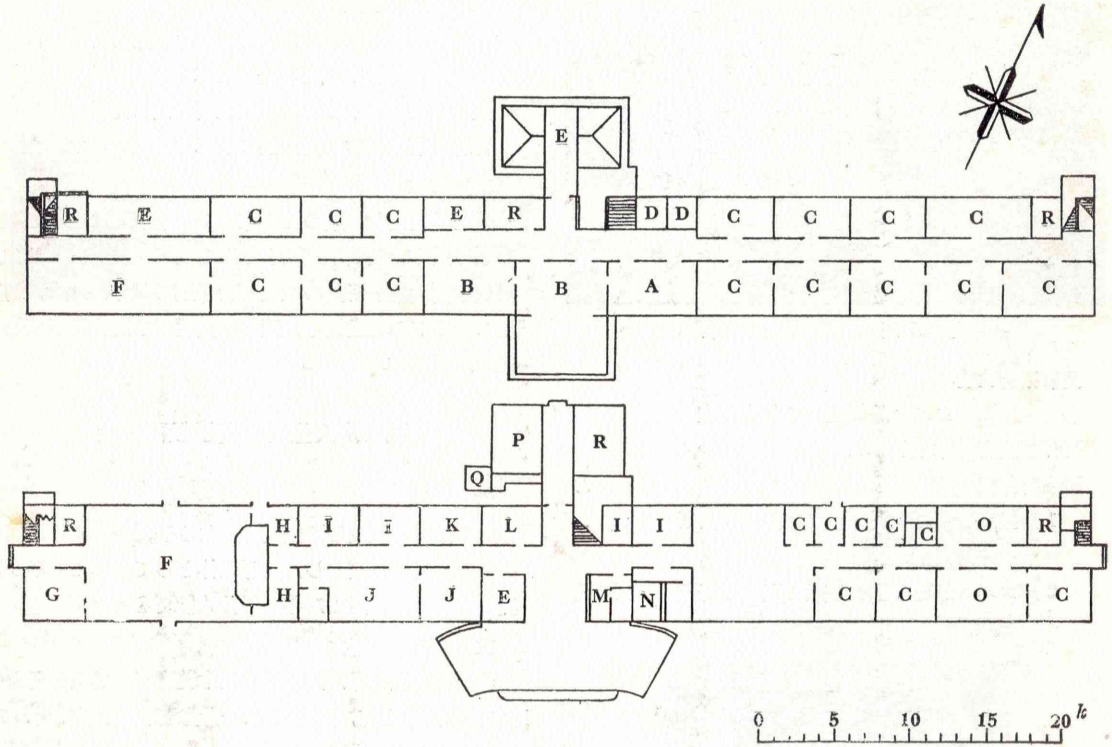 E
R E C C C E R D D C C C C R
F C C C B B A C C C C C
P R
Q
R H I I K L I I C C C C C O R
F
G H J J E M N C C O C
0 5 10 15 20 k